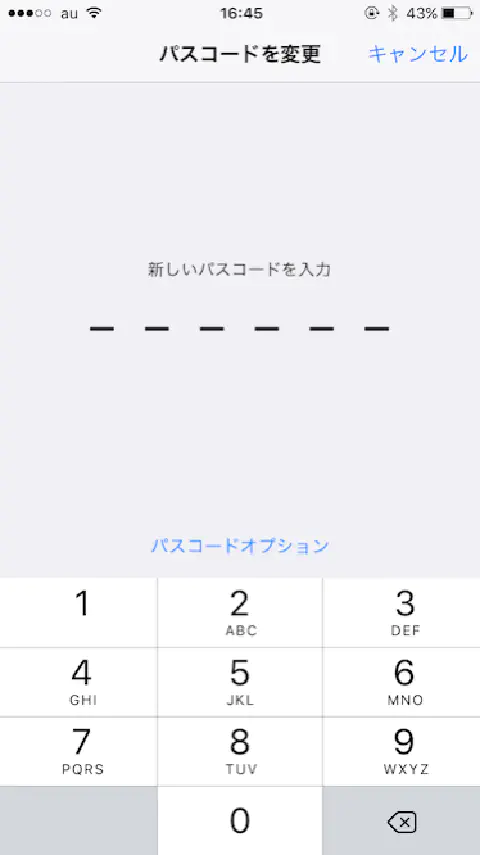 au 16:45 43%
パスコードを変更 キャンセル
新しいパスコードを入力
パスコードオプション
1 2 3
ABC DEF
4 5 6
GHI JKL MNO
7 8 9
PQRS TUV WXYZ
0